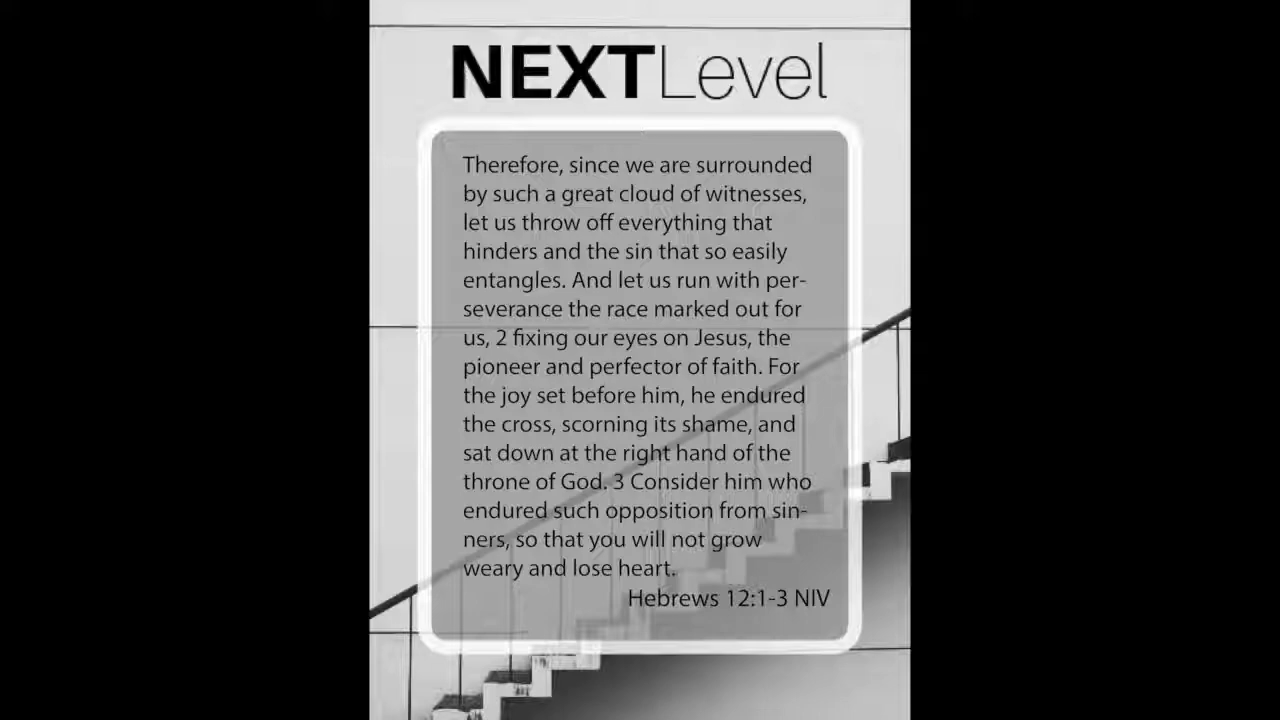 NEXTLevel
Therefore, since we are surrounded
by such a great cloud of witnesses,
let us throw off everything that
hinders and the sin that so easily
entangles. And let us run with per-
severance the race marked out for
us, 2 fixing our eyes on Jesus, the
pioneer and perfector of faith. For
the joy set before him, he endured
the cross, scorning its shame, and
sat down at the right hand of the
throne of God. 3 Consider him who
endured such opposition from sin-
ners, so that you will not grow
weary and lose heart.
Hebrews 12:1-3 NIV